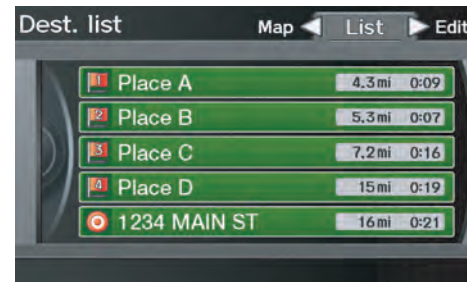 Dest. list Map List Edit
1 Place A 4.3mi 0:09
2 Place B 5.3mi 0:07
3 Place C 7.2mi 0:16
4 Place D 15mi 0:19
1234 MAIN ST 16mi 0:21